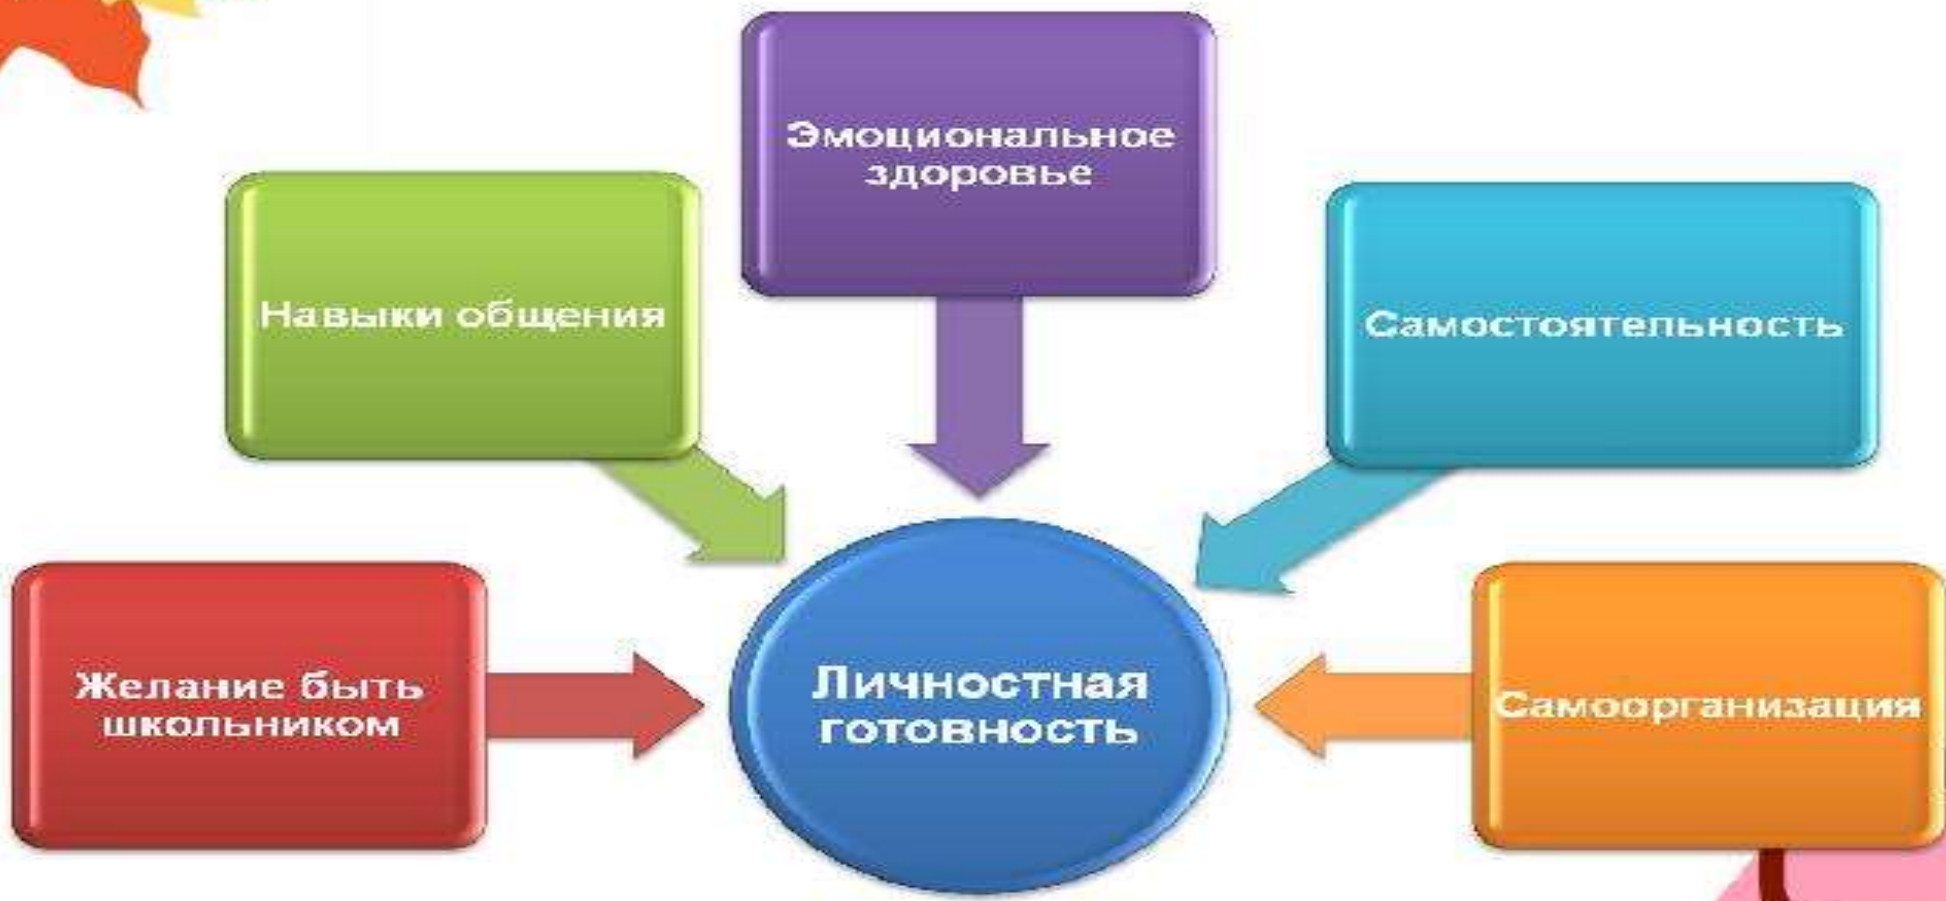 Эмоциональное
здоровье
Навыки общения
Самостоятельность
Желание быть
школьником
Личностная
готовность
Самоорганизация